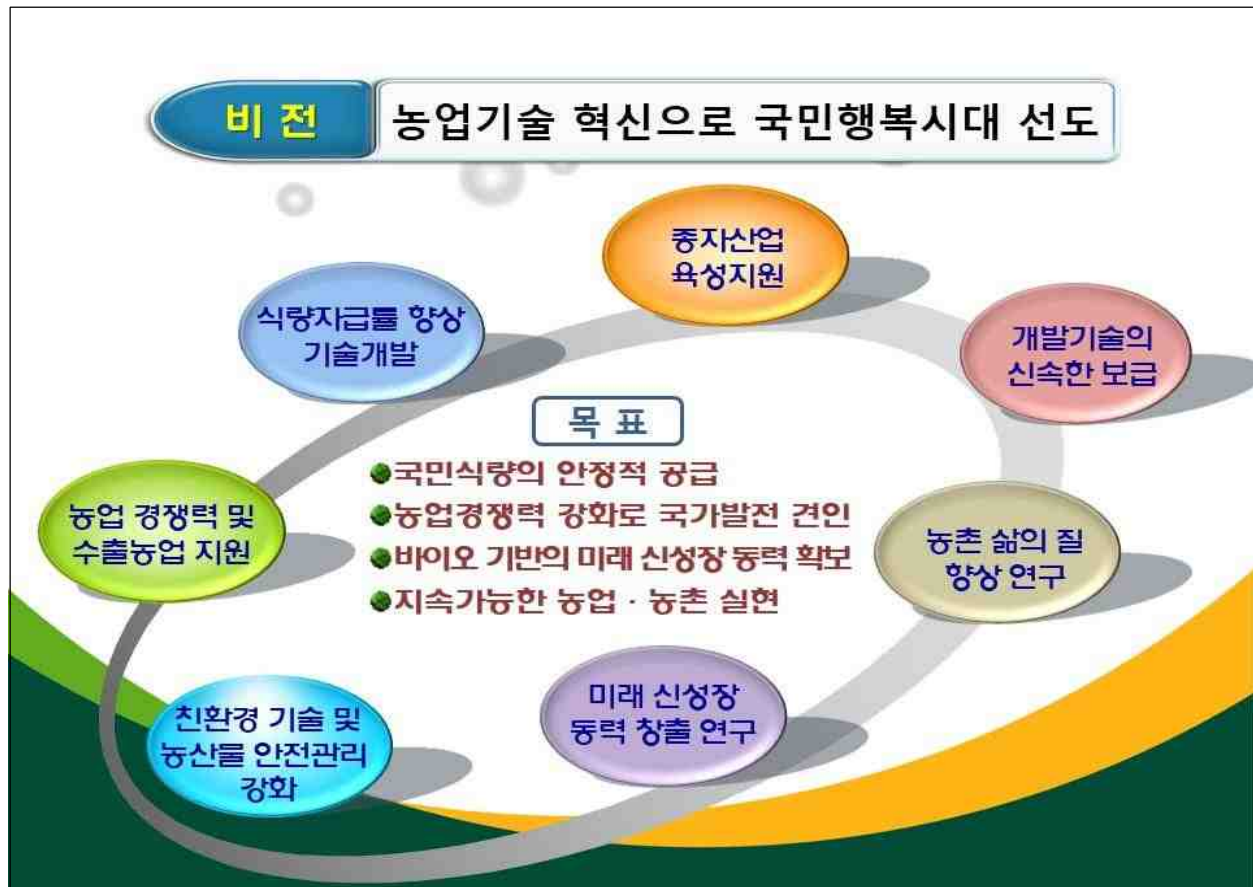 비 전
농업기술 혁신으로 국민행복시대 선도
종자산업
육성지원
식량자급률 향상
기술개발
개발기술의
신속한 보급
목 표
국민식량의 안정적 공급
농업경쟁력 강화로 국가발전 견인
바이오 기반의 미래 신성장 동력 확보
지속가능한 농업 · 농촌 실현
농업 경쟁력 및
수출농업 지원
농촌 삶의 질
향상 연구
미래 신성장
동력 창출 연구
친환경 기술 및
농산물 안전관리
강화